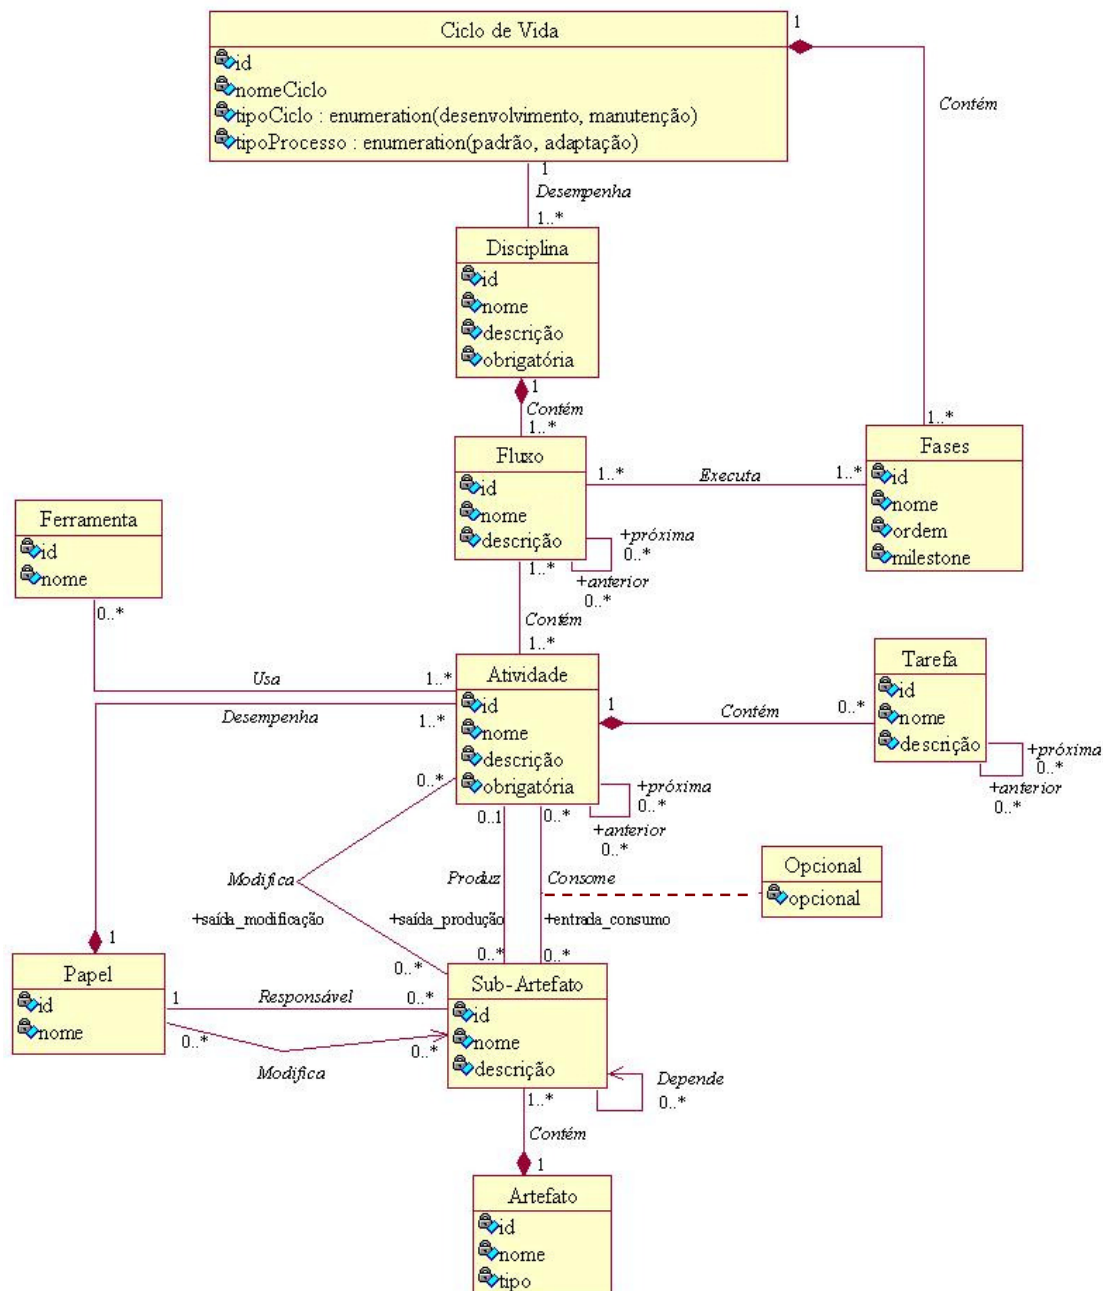 Ciclo de Vida
id
nomeCiclo
tipoCiclo : enumeration(desenvolvimento, manutenção)
tipoProcesso : enumeration(padrão, adaptação)
1
Contém
1..*
1
Desempenha
1..*
Disciplina
id
nome
descrição
obrigatória
1
Contém
1..*
Fluxo
id
nome
descrição
1..*
Executa
1..*
Fases
id
nome
ordem
milestone
+próxima
0..*
+anterior
0..*
Ferramenta
id
nome
0..*
Usa
1..*
1..*
Contém
1..*
Atividade
id
nome
descrição
obrigatória
Desempenha
1..*
1
Contém
0..*
Tarefa
id
nome
descrição
+próxima
0..*
+anterior
0..*
+próxima
0..*
+anterior
0..*
0..*
Modifica
+saída_modificação
0..*
0..1
Produz
+saída_produção
0..*
0..*
Consome
+entrada_consumo
0..*
Opcional
opcional
1
Papel
id
nome
1
Responsável
0..*
0..*
Modifica
0..*
Sub-Artefato
id
nome
descrição
Depende
0..*
1..*
Contém
1
Artefato
id
nome
tipo